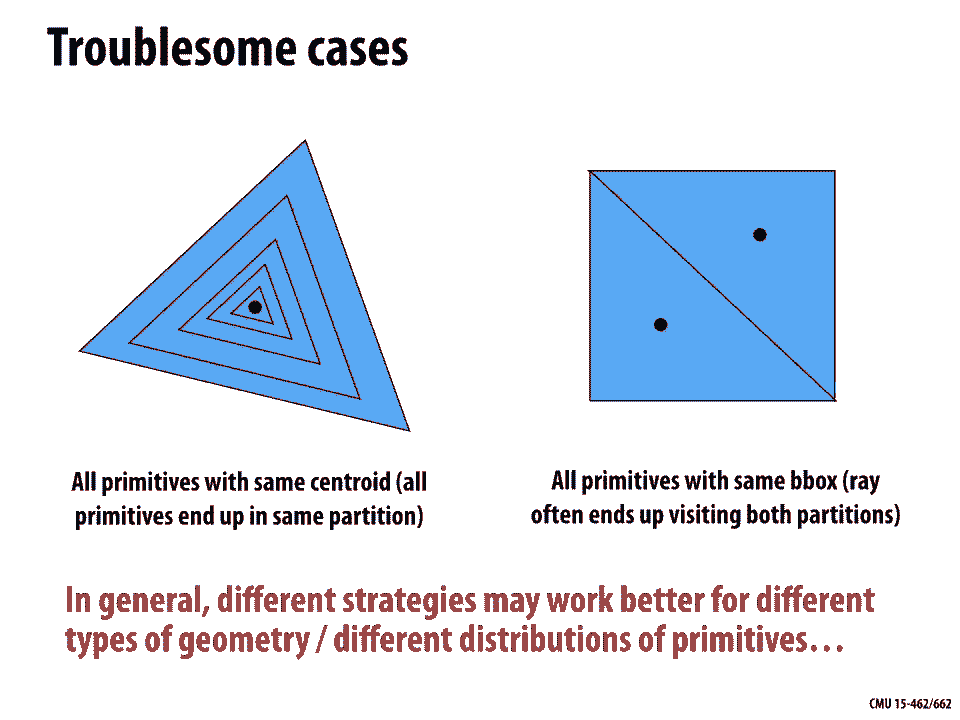 Troublesome cases
All primitives with same centroid (all
primitives end up in same partition)
All primitives with same bbox (ray
often ends up visiting both partitions)
In general, different strategies may work better for different
types of geometry / different distributions of primitives…
CMU 15-462/662